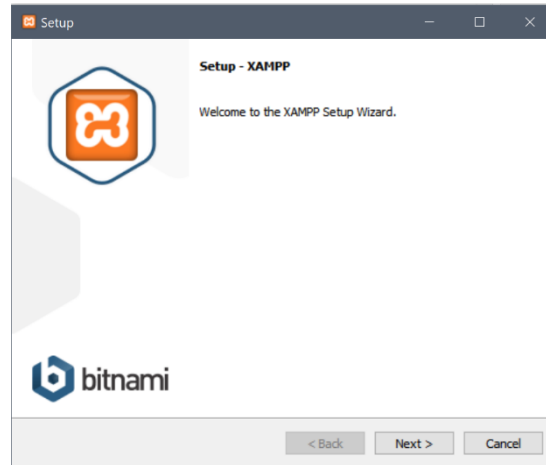 Setup
Setup - XAMPP
Welcome to the XAMPP Setup Wizard.
bitnami
< Back
Next >
Cancel